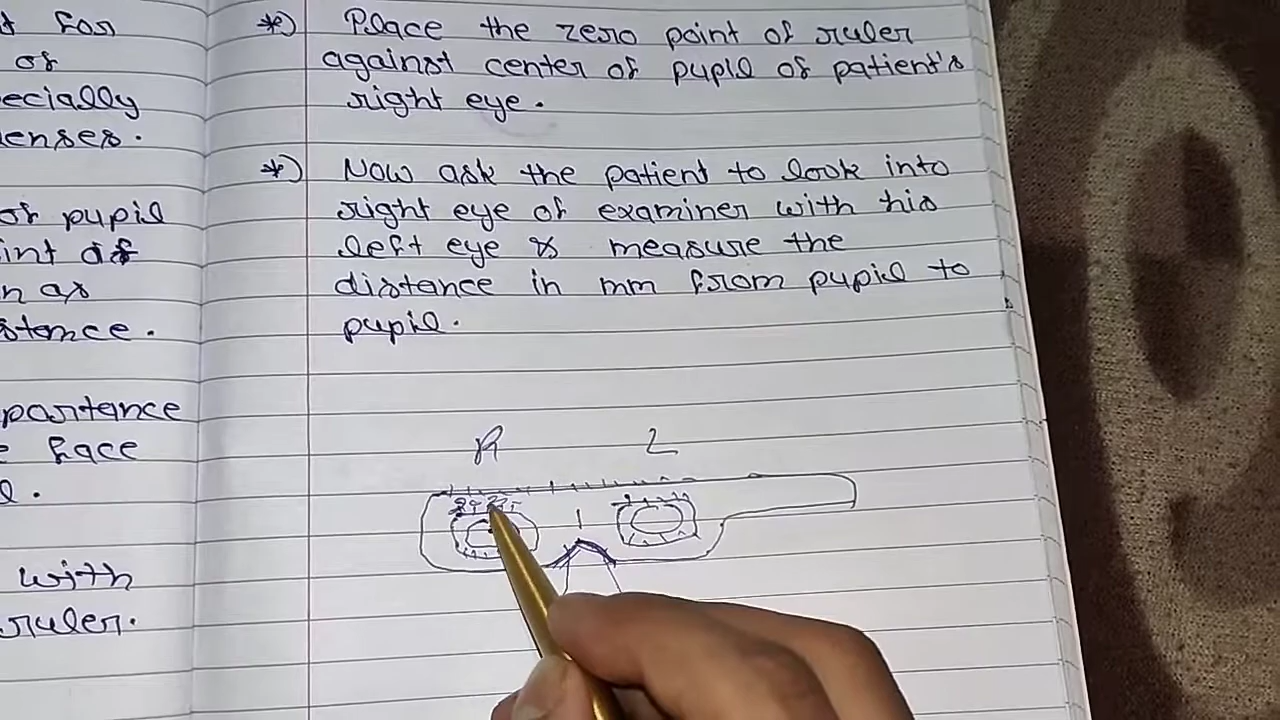 for
of
ecially
enses.
of pupil
int of
n as
stance.
portance
face
l.
with
ruler.
*) Place the zero point of ruler
against center of pupil of patient's
right eye.
*) Now ask the patient to look into
right eye of examiner with his
left eye & measure the
distance in mm from pupil to
pupil.
R L